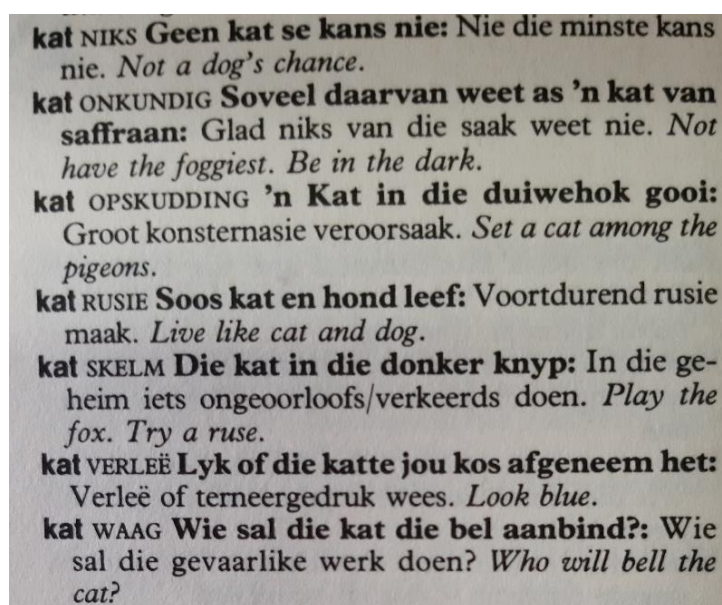 kat NIKS Geen kat se kans nie: Nie die minste kans
nie. Not a dog's chance.
kat ONKUNDIG Soveel daarvan weet as 'n kat van
saffraan: Glad niks van die saak weet nie. Not
have the foggiest. Be in the dark.
kat OPSKUDDING 'n Kat in die duiwehok gooi:
Groot konsternasie veroorsaak. Set a cat among the
pigeons.
kat RUSIE Soos kat en hond leef: Voortdurend rusie
maak. Live like cat and dog.
kat SKELM Die kat in die donker knyp: In die ge-
heim iets ongeoorloofs/verkeerds doen. Play the
fox. Try a ruse.
kat VERLEË Lyk of die katte jou kos afgeneem het:
Verleë of terneergedruk wees. Look blue.
kat WAAG Wie sal die kat die bel aanbind?: Wie
sal die gevaarlike werk doen? Who will bell the
cat?